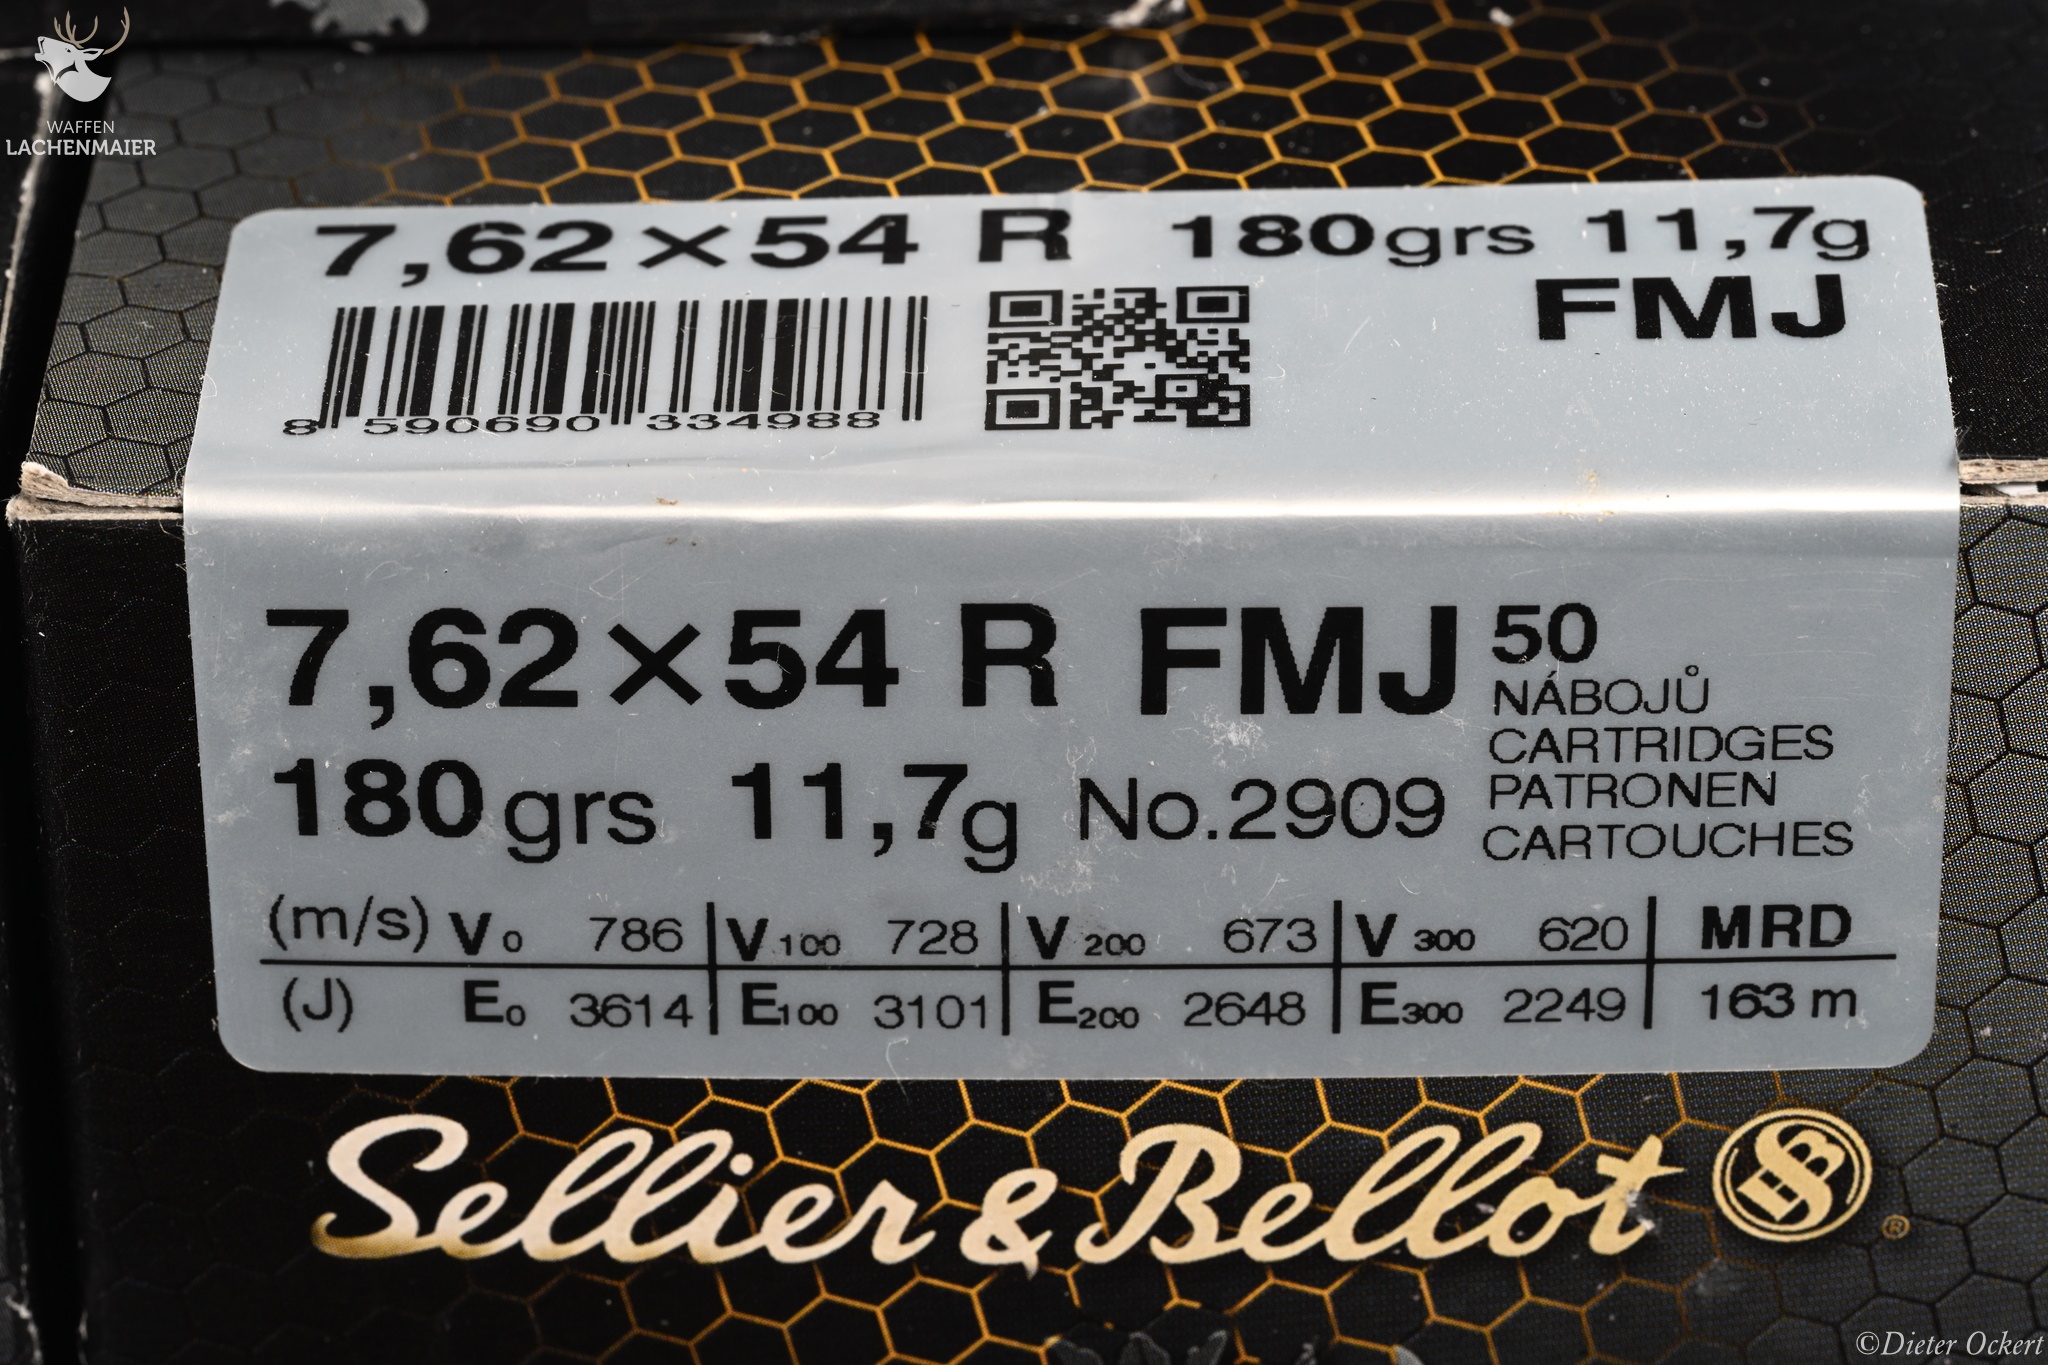 WAFFEN
LACHENMAIER
7,62×54 R 180grs 11,7g
FMJ
8 590690 334988
7,62×54 R FMJ 50
NÁBOJŮ
CARTRIDGES
PATRONEN
CARTOUCHES
180grs 11,7g No.2909
(m/s) V0 786 V100 728 V200 673 V300 620 MRD
(J) E0 3614 E100 3101 E200 2648 E300 2249 163 m
Sellier & Bellot SB ®
©Dieter Ockert